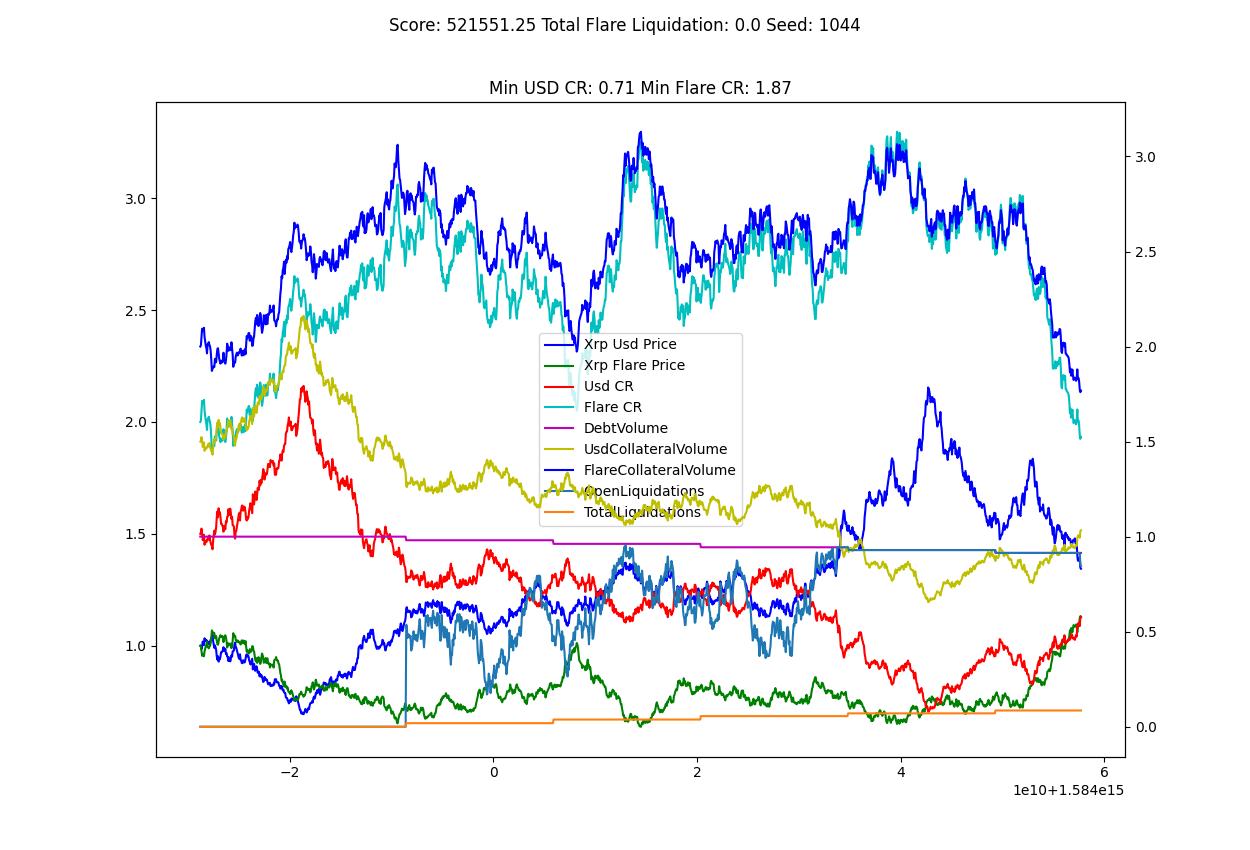 Score: 521551.25 Total Flare Liquidation: 0.0 Seed: 1044
Min USD CR: 0.71 Min Flare CR: 1.87
3.0
2.5
2.0
1.5
1.0
3.0
2.5
2.0
1.5
1.0
0.5
0.0
Xrp Usd Price
Xrp Flare Price
Usd CR
Flare CR
DebtVolume
UsdCollateralVolume
FlareCollateralVolume
OpenLiquidations
TotalLiquidations
−2 0 2 4 6
1e10+1.584e15